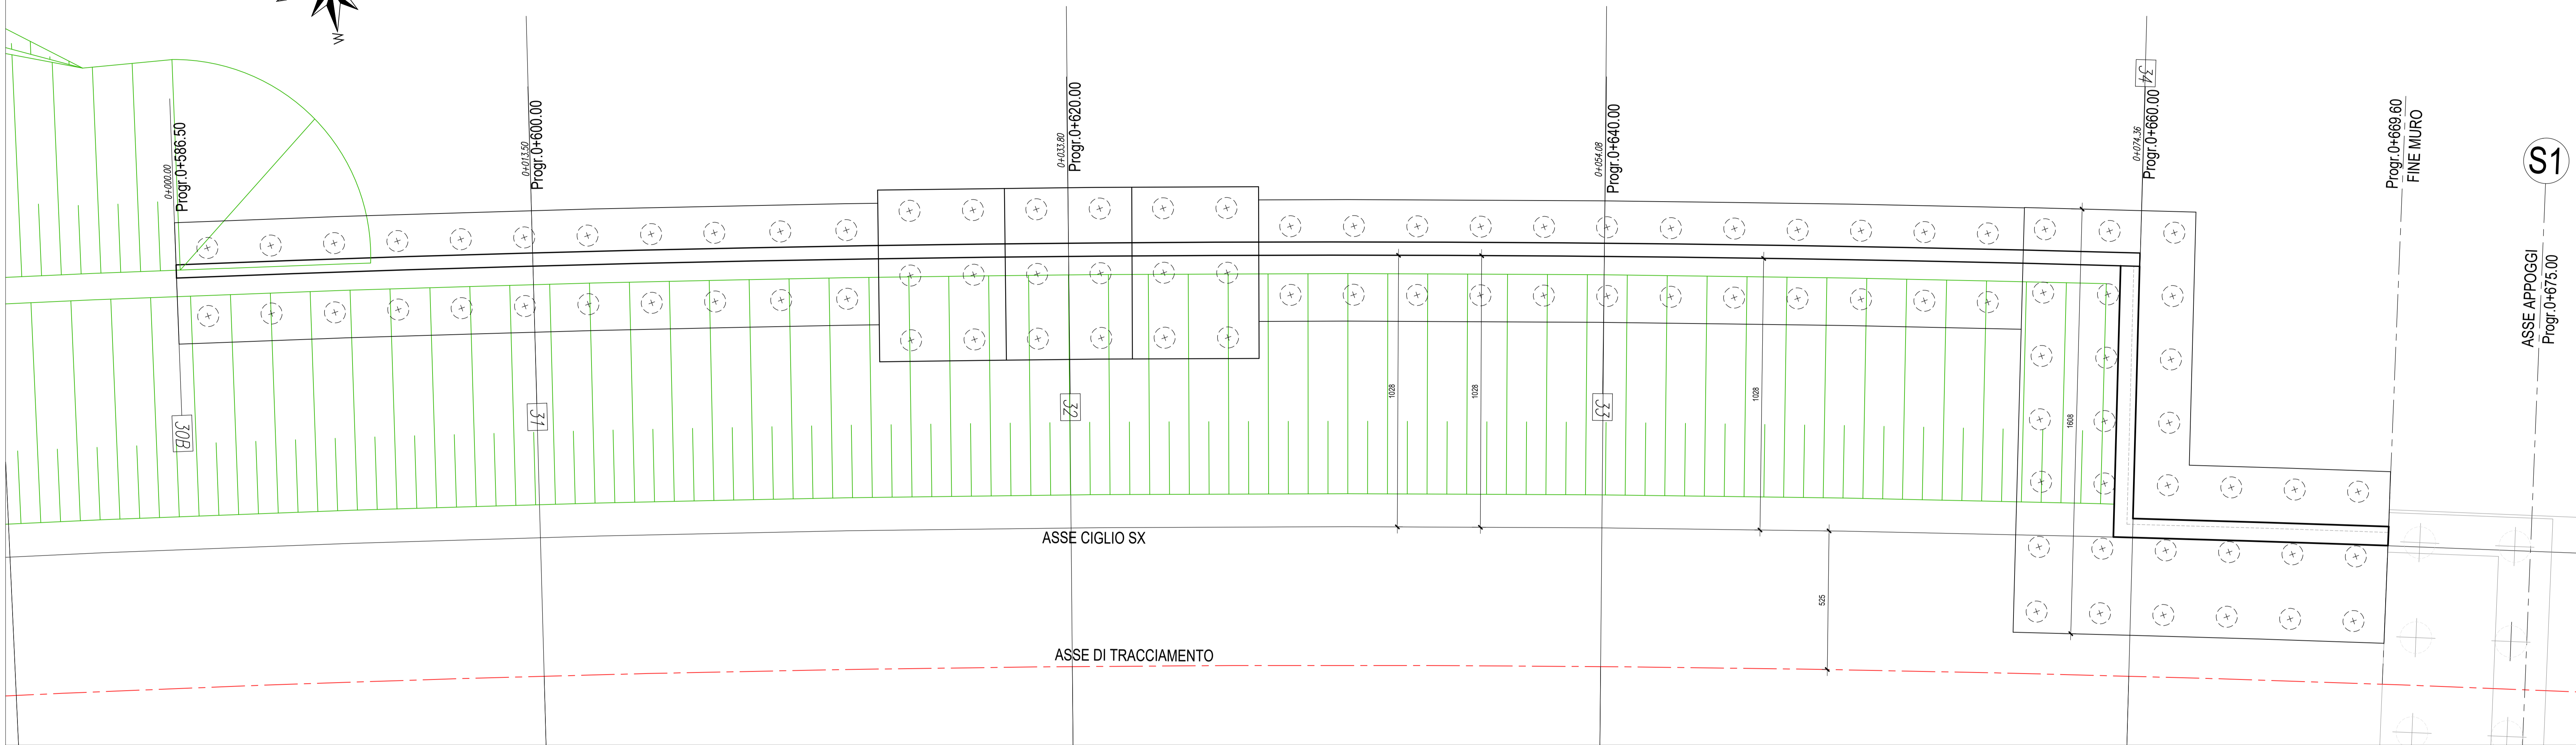 W
0+000.00
Progr.0+586.50
30B
0+013.50
Progr.0+600.00
31
0+033.80
Progr.0+620.00
32
0+054.08
Progr.0+640.00
33
34
0+074.36
Progr.0+660.00
Progr.0+669.60
FINE MURO
S1
ASSE APPOGGI
Progr.0+675.00
1028
1028
1028
1608
525
ASSE CIGLIO SX
ASSE DI TRACCIAMENTO